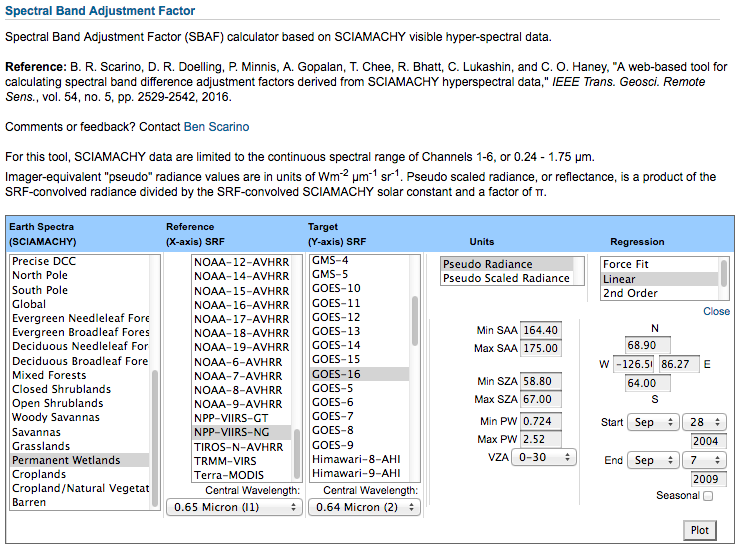 Spectral Band Adjustment Factor
Spectral Band Adjustment Factor (SBAF) calculator based on SCIAMACHY visible hyper-spectral data.
Reference: B. R. Scarino, D. R. Doelling, P. Minnis, A. Gopalan, T. Chee, R. Bhatt, C. Lukashin, and C. O. Haney, "A web-based tool for
calculating spectral band difference adjustment factors derived from SCIAMACHY hyperspectral data," IEEE Trans. Geosci. Remote
Sens., vol. 54, no. 5, pp. 2529-2542, 2016.
Comments or feedback? Contact Ben Scarino
For this tool, SCIAMACHY data are limited to the continuous spectral range of Channels 1-6, or 0.24 - 1.75 µm.
Imager-equivalent "pseudo" radiance values are in units of Wm-2 µm-1 sr-1. Pseudo scaled radiance, or reflectance, is a product of the
SRF-convolved radiance divided by the SRF-convolved SCIAMACHY solar constant and a factor of π.
Earth Spectra
(SCIAMACHY)
Precise DCC
North Pole
South Pole
Global
Evergreen Needleleaf Fore
Evergreen Broadleaf Fores
Deciduous Needleleaf For
Deciduous Broadleaf Fore
Mixed Forests
Closed Shrublands
Open Shrublands
Woody Savannas
Savannas
Grasslands
Permanent Wetlands
Croplands
Cropland/Natural Vegetat
Barren
Reference
(X-axis) SRF
NOAA-12-AVHRR
NOAA-14-AVHRR
NOAA-15-AVHRR
NOAA-16-AVHRR
NOAA-17-AVHRR
NOAA-18-AVHRR
NOAA-19-AVHRR
NOAA-6-AVHRR
NOAA-7-AVHRR
NOAA-8-AVHRR
NOAA-9-AVHRR
NPP-VIIRS-GT
NPP-VIIRS-NG
TIROS-N-AVHRR
TRMM-VIRS
Terra-MODIS
Central Wavelength:
0.65 Micron (I1)
Target
(Y-axis) SRF
GMS-4
GMS-5
GOES-10
GOES-11
GOES-12
GOES-13
GOES-14
GOES-15
GOES-16
GOES-5
GOES-6
GOES-7
GOES-8
GOES-9
Himawari-8-AHI
Himawari-9-AHI
Central Wavelength:
0.64 Micron (2)
Units
Pseudo Radiance
Pseudo Scaled Radiance
Min SAA 164.40
Max SAA 175.00
Min SZA 58.80
Max SZA 67.00
Min PW 0.724
Max PW 2.52
VZA 0-30
Regression
Force Fit
Linear
2nd Order
Close
N
68.90
W -126.5 86.27 E
64.00
S
Start Sep 28
2004
End Sep 7
2009
Seasonal
Plot